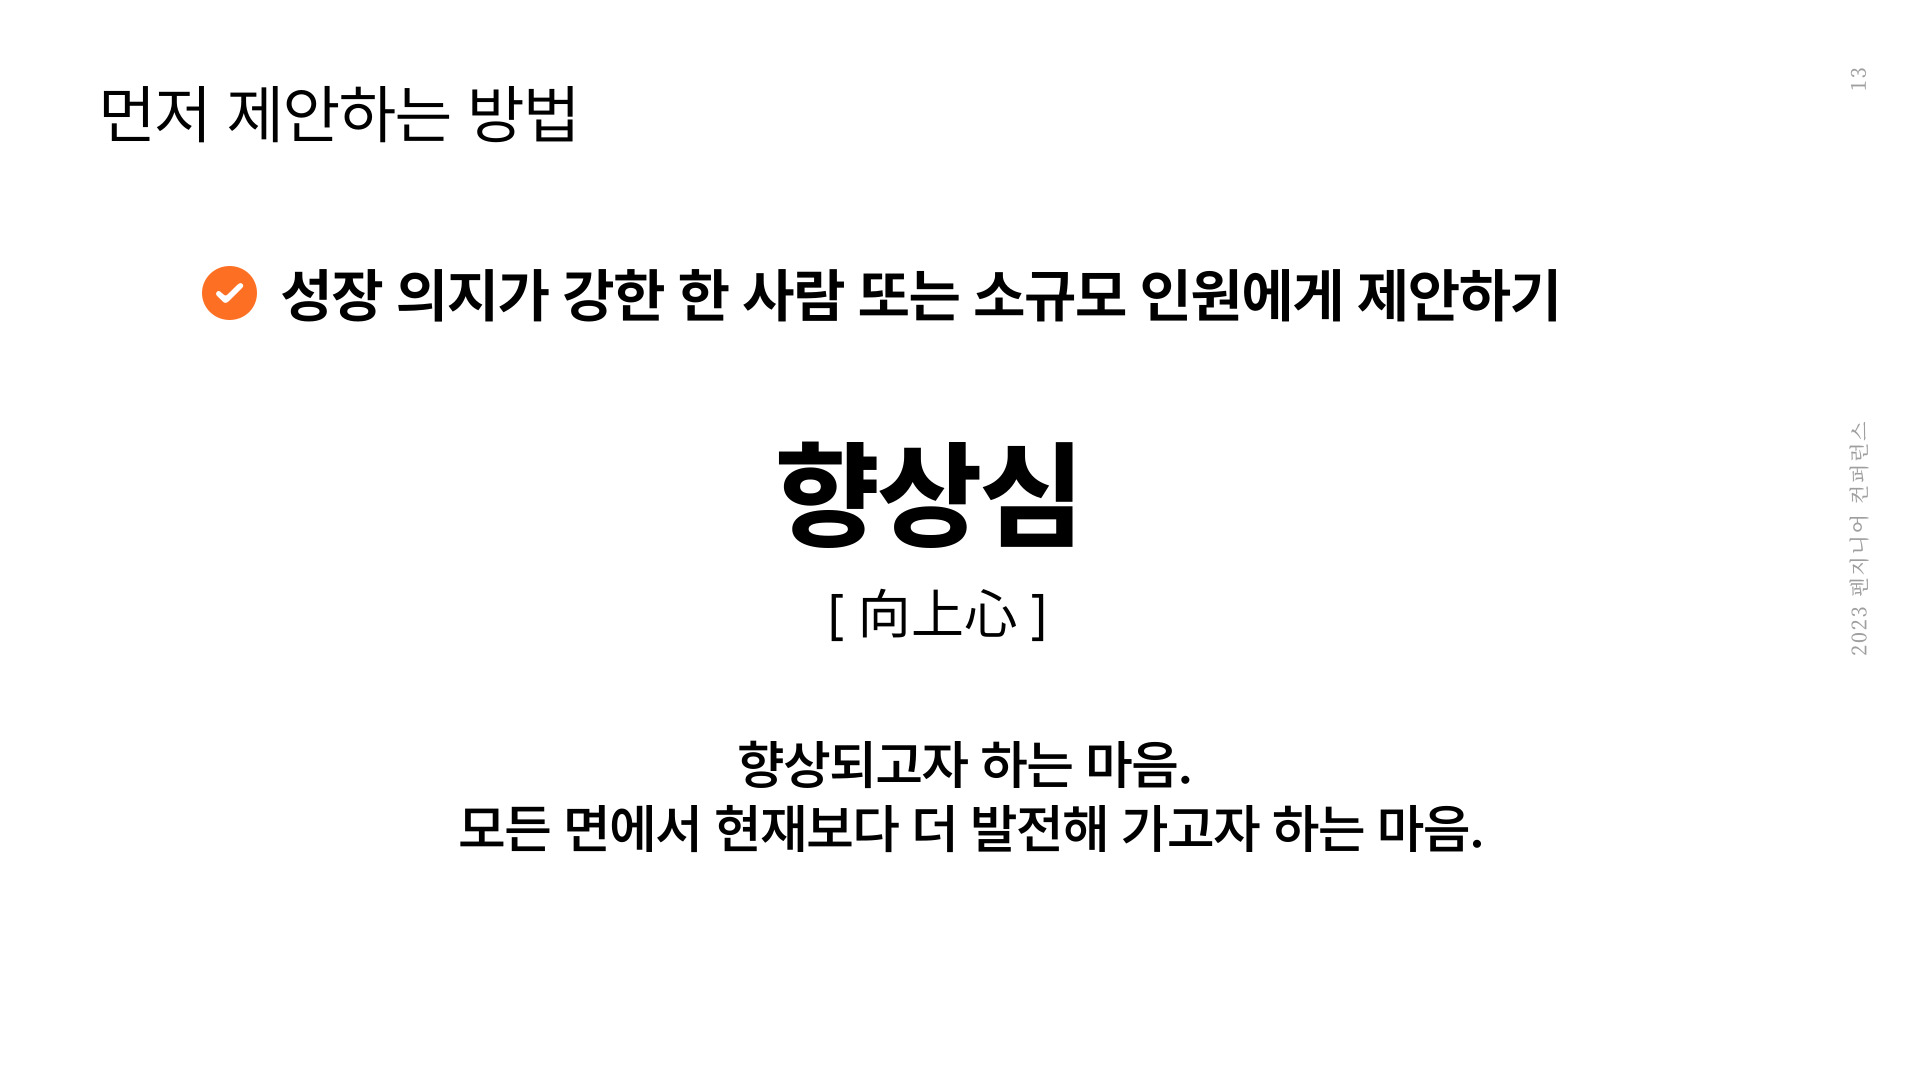 먼저 제안하는 방법
성장 의지가 강한 한 사람 또는 소규모 인원에게 제안하기
향상심
[ 向上心 ]
향상되고자 하는 마음.
모든 면에서 현재보다 더 발전해 가고자 하는 마음.
13
2023 펜지니어 컨퍼런스